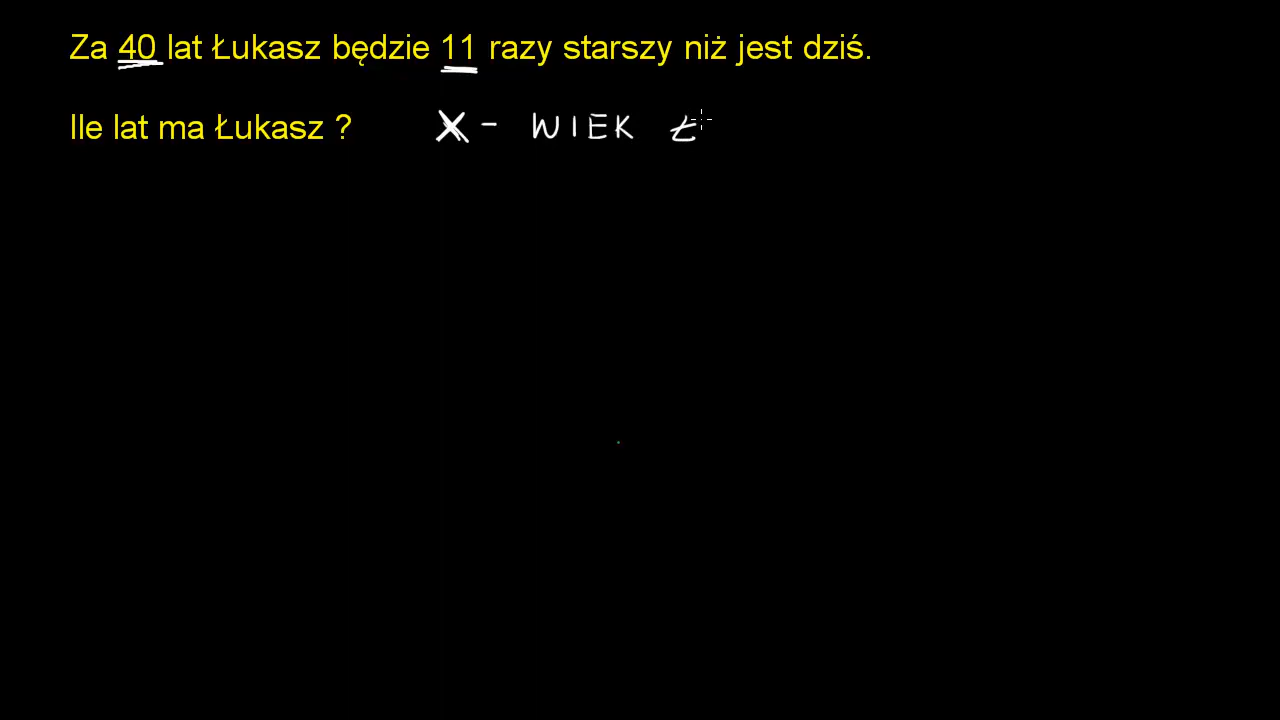 Za 40 lat Łukasz będzie 11 razy starszy niż jest dziś.
Ile lat ma Łukasz ? X - WIEK Ł